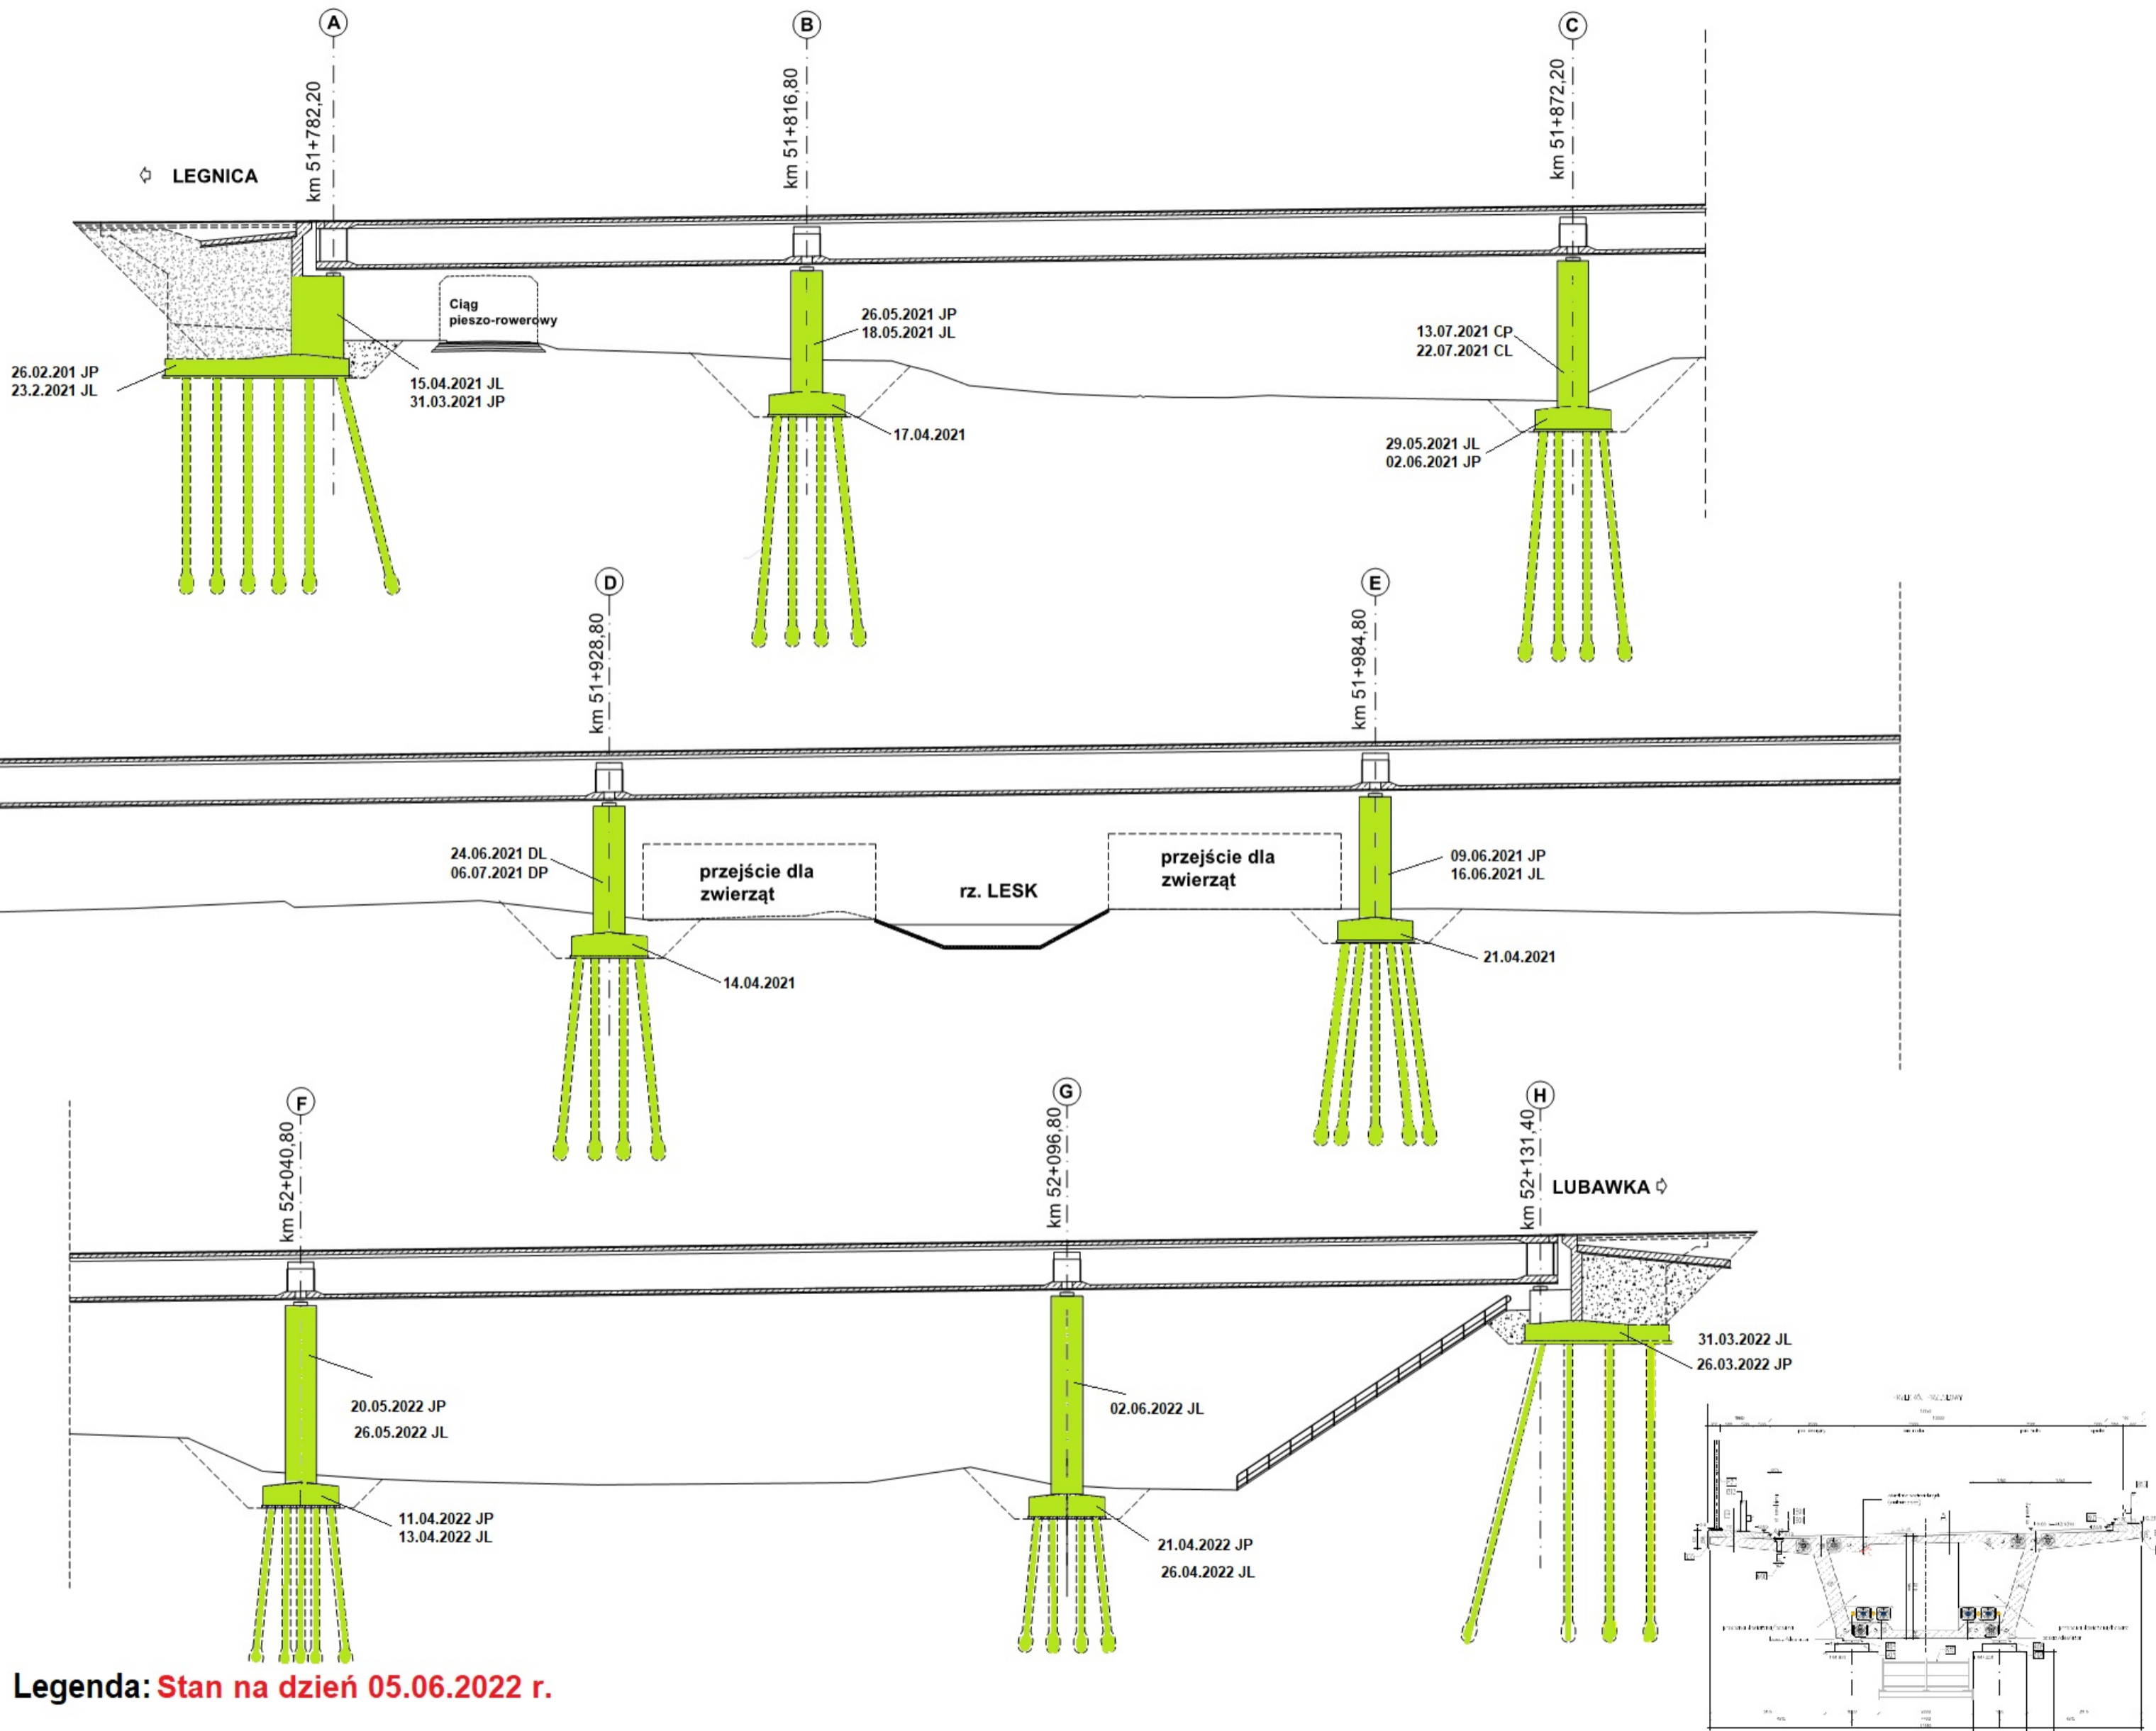 A
B
C
km 51+782,20
km 51+816,80
km 51+872,20
LEGNICA
Ciąg
pieszo-rowerowy
26.05.2021 JP
18.05.2021 JL
13.07.2021 CP
22.07.2021 CL
26.02.201 JP
23.2.2021 JL
15.04.2021 JL
31.03.2021 JP
17.04.2021
29.05.2021 JL
02.06.2021 JP
D
E
km 51+928,80
km 51+984,80
24.06.2021 DL
06.07.2021 DP
przejście dla
zwierząt
rz. LESK
przejście dla
zwierząt
09.06.2021 JP
16.06.2021 JL
14.04.2021
21.04.2021
F
G
H
km 52+040,80
km 52+096,80
km 52+131,40
LUBAWKA
31.03.2022 JL
26.03.2022 JP
20.05.2022 JP
26.05.2022 JL
02.06.2022 JL
11.04.2022 JP
13.04.2022 JL
21.04.2022 JP
26.04.2022 JL
Legenda: Stan na dzień 05.06.2022 r.